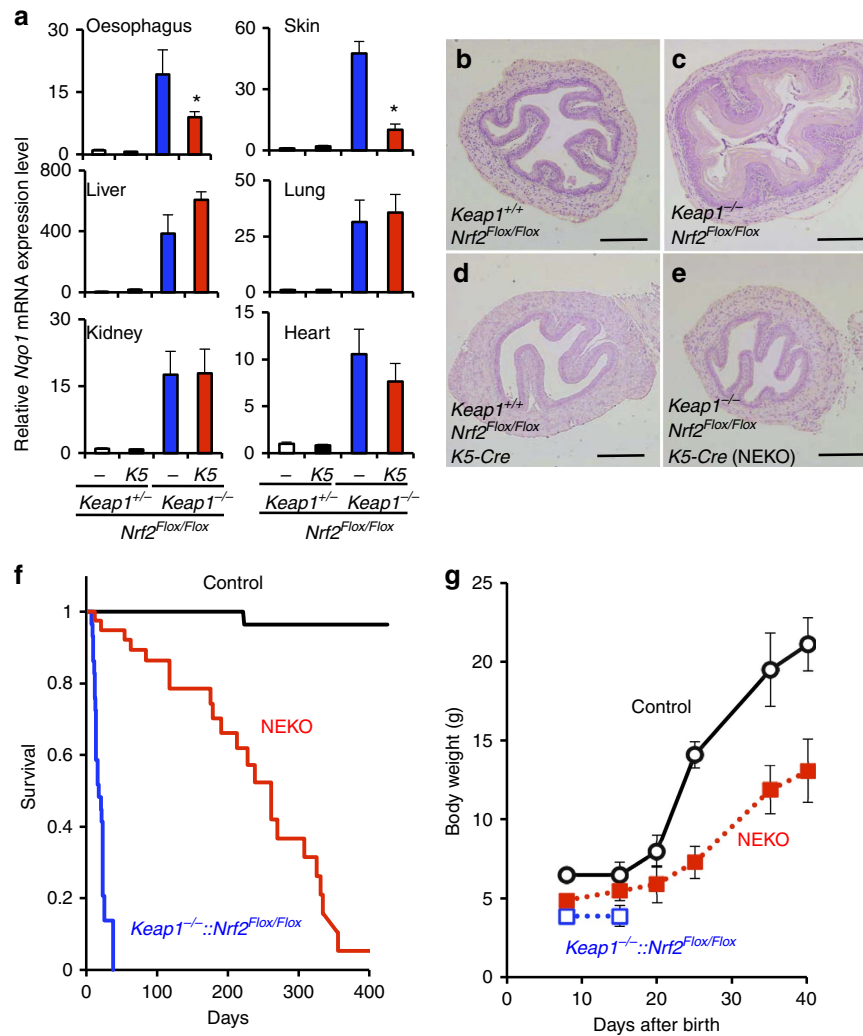 a
Oesophagus
Skin
Relative Nqo1 mRNA expression level
30
15
0
*
60
30
0
*
Liver
Lung
800
400
0
50
25
0
Kidney
Heart
30
15
0
15
10
5
0
– K5 – K5
– K5 – K5
Keap1+/– Keap1–/–
Keap1+/– Keap1–/–
Nrf2Flox/Flox
Nrf2Flox/Flox
b
Keap1+/+
Nrf2Flox/Flox
c
Keap1–/–
Nrf2Flox/Flox
d
Keap1+/+
Nrf2Flox/Flox
K5-Cre
e
Keap1–/–
Nrf2Flox/Flox
K5-Cre (NEKO)
f
Control
NEKO
Keap1–/–::Nrf2Flox/Flox
Survival
1
0.8
0.6
0.4
0.2
0
0 100 200 300 400
Days
g
Control
NEKO
Keap1–/–::Nrf2Flox/Flox
Body weight (g)
25
20
15
10
5
0
0 10 20 30 40
Days after birth